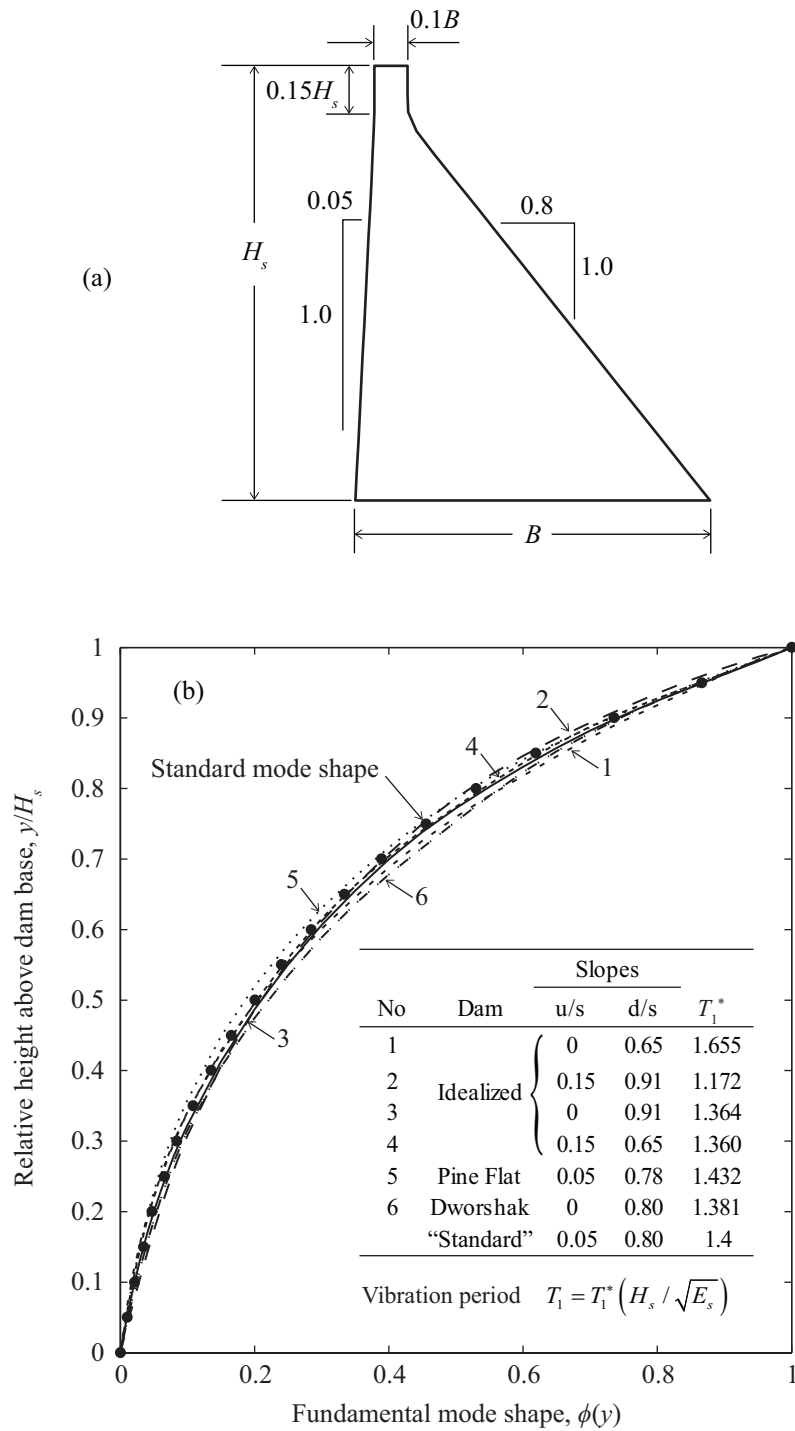 0.1B
0.15Hₛ
0.05
0.8
Hₛ
1.0
(a)
1.0
B
1
(b)
0.9
2
4
1
0.8
Standard mode shape
0.7
5
6
0.6
0.5
3
0.4
0.3
0.2
0.1
0
Relative height above dam base, y/Hₛ
Slopes
No Dam u/s d/s T₁*
1 0 0.65 1.655
2 Idealized 0.15 0.91 1.172
3 0 0.91 1.364
4 0.15 0.65 1.360
5 Pine Flat 0.05 0.78 1.432
6 Dworshak 0 0.80 1.381
“Standard” 0.05 0.80 1.4
Vibration period T₁ = T₁*(Hₛ / √Eₛ)
0 0.2 0.4 0.6 0.8 1
Fundamental mode shape, ϕ(y)